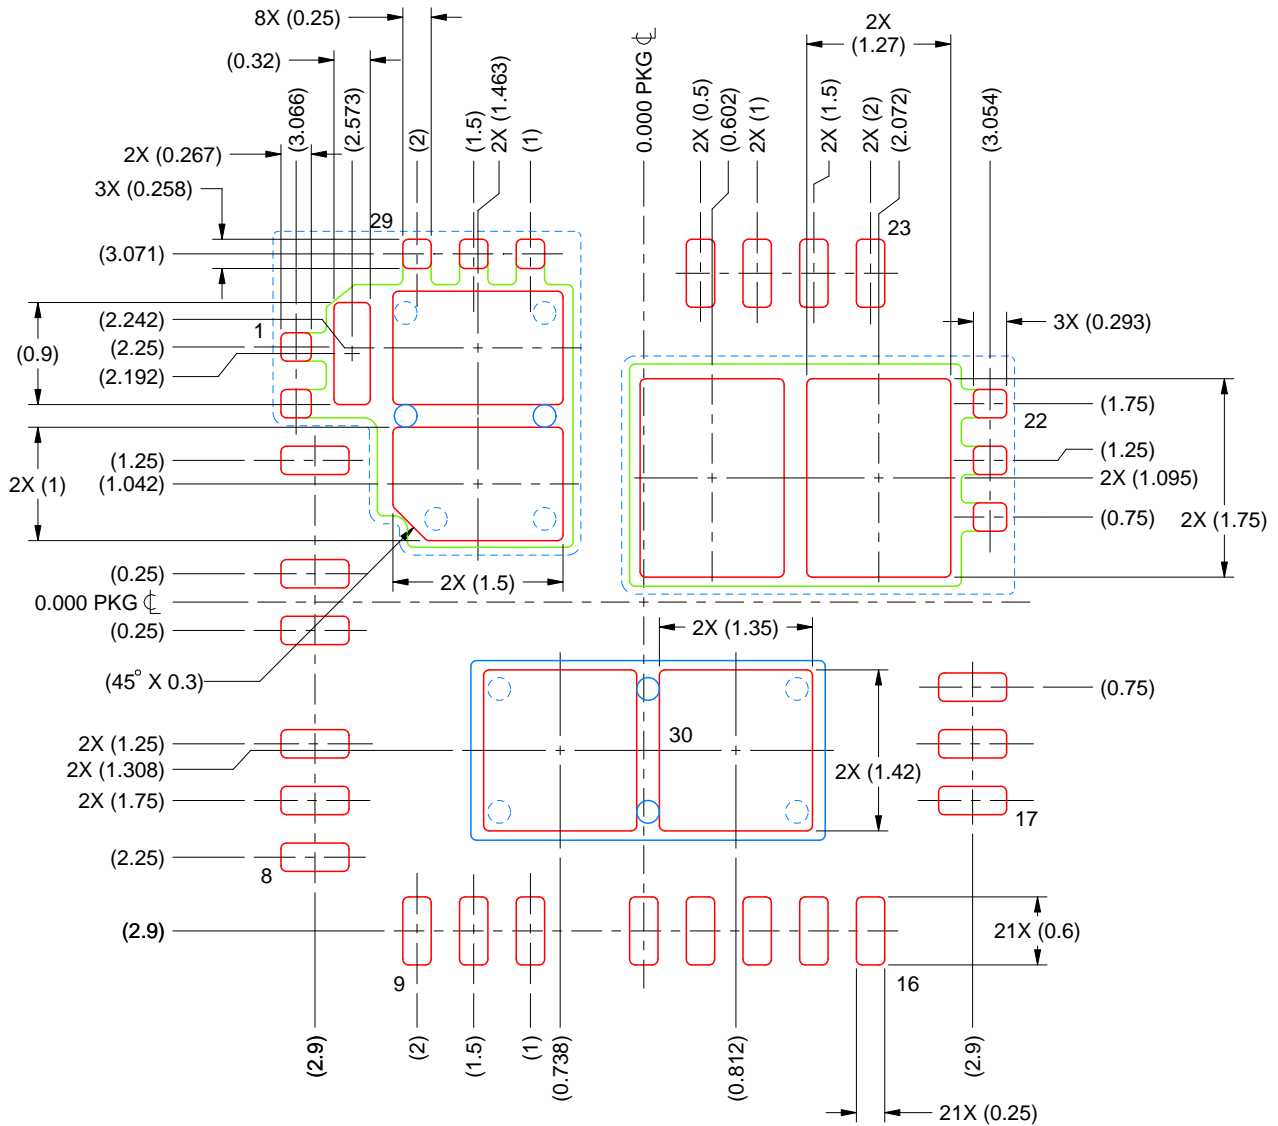 8X (0.25)
2X
(1.27)
(0.32)
0.000 PKG ℄
(3.066)
(2.573)
(2)
(1.5)
2X (1.463)
(1)
2X (0.5)
(0.602)
2X (1)
2X (1.5)
2X (2)
(2.072)
(3.054)
2X (0.267)
3X (0.258)
29
23
(3.071)
(2.242)
1
(2.25)
(0.9)
(2.192)
3X (0.293)
(1.75)
22
(1.25)
(1.25)
2X (1)
(1.042)
2X (1.095)
(0.75)
2X (1.75)
(0.25)
2X (1.5)
0.000 PKG ℄
(0.25)
2X (1.35)
(45° X 0.3)
(0.75)
2X (1.25)
30
2X (1.308)
2X (1.42)
2X (1.75)
17
(2.25)
8
(2.9)
21X (0.6)
9
16
(2.9)
(2)
(1.5)
(1)
(0.738)
(0.812)
(2.9)
21X (0.25)